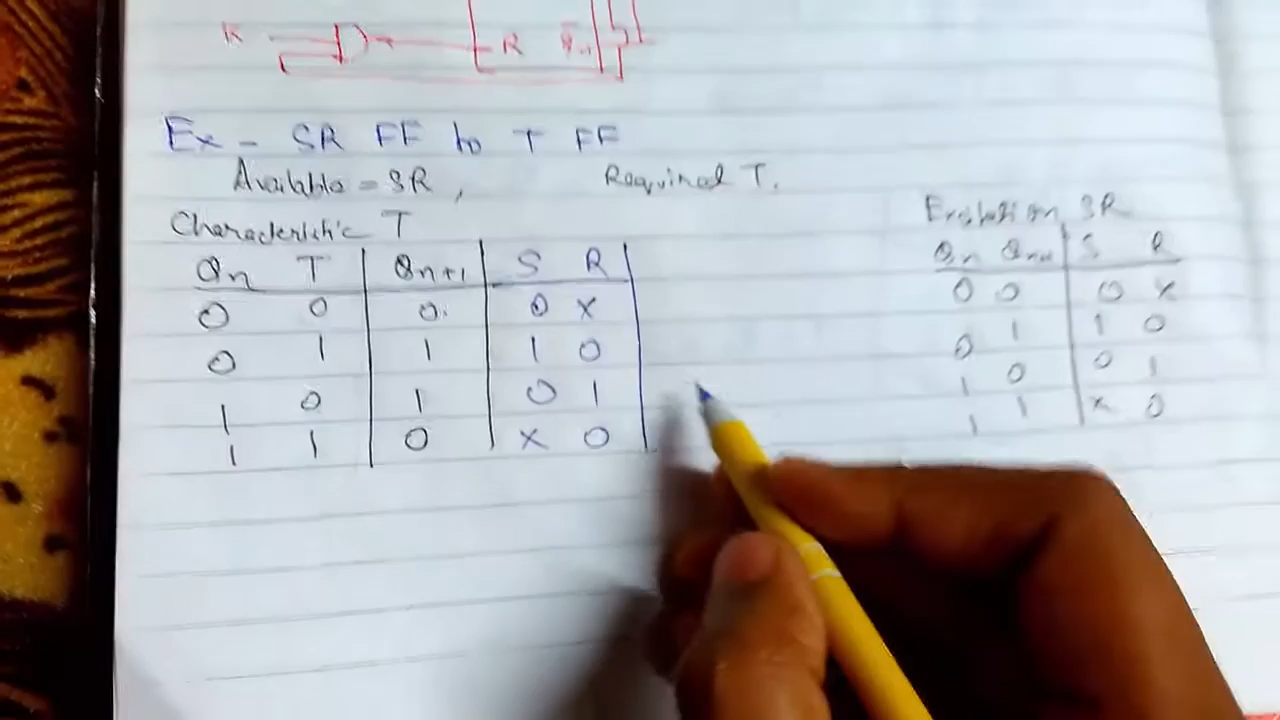 K R Q̄n
Ex - SR FF to T FF
Available = SR, Required T.
Characteristic T
Qn T Qn+1 S R
0 0 0 0 X
0 1 1 1 0
1 0 1 0 1
1 1 0 X 0
Excitation SR
Qn Qn+1 S R
0 0 0 X
0 1 1 0
1 0 0 1
1 1 X 0